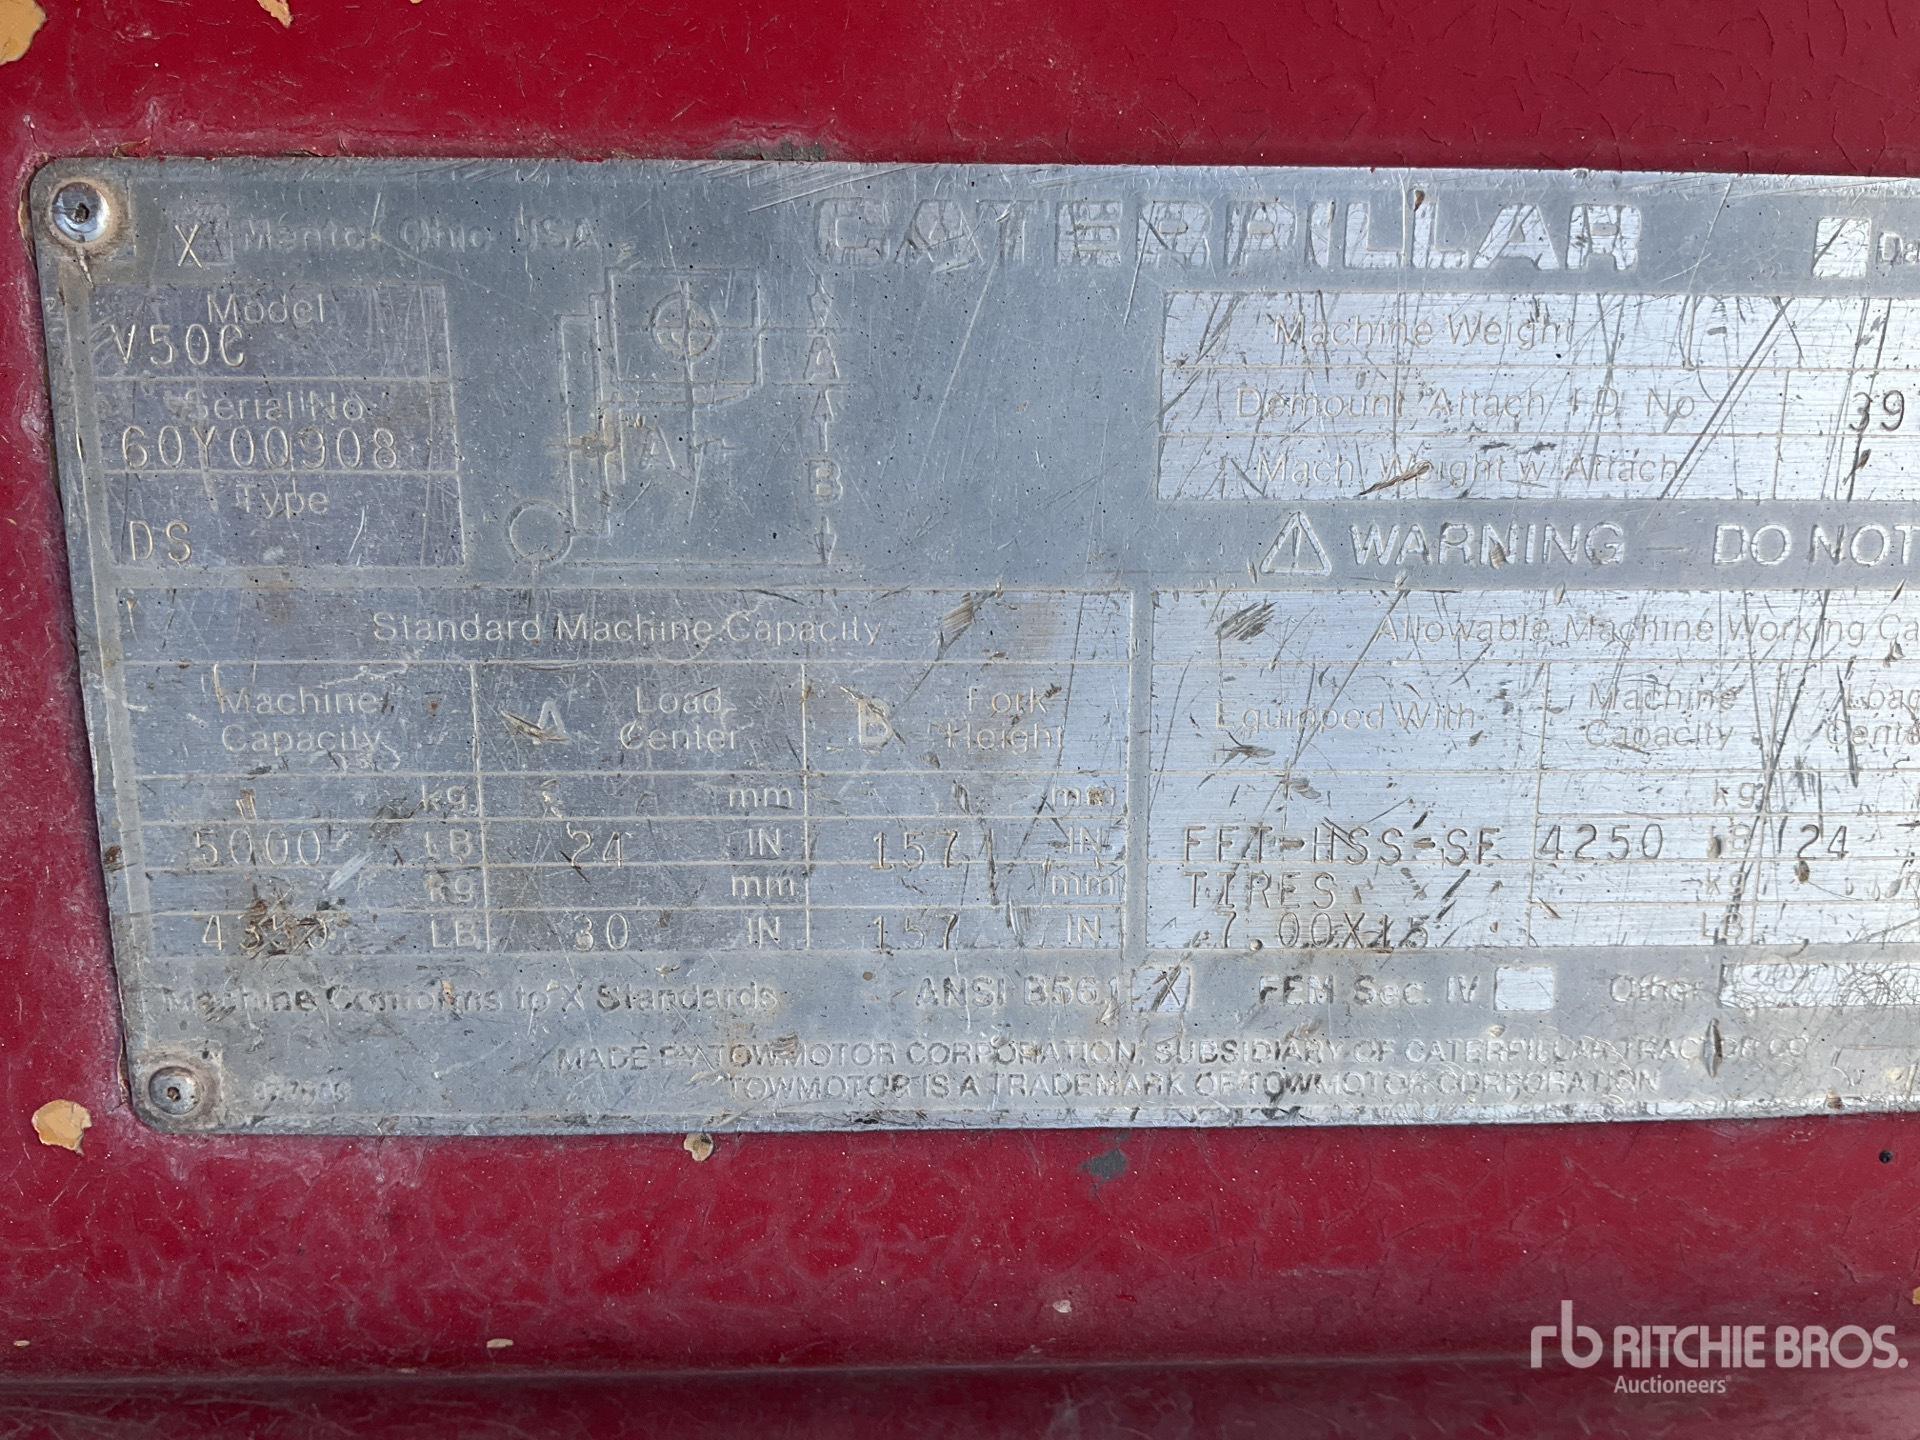 X Mentor Ohio USA
CATERPILLAR
Model
V50C
Serial No
60Y00908
Type
DS
A
B
Machine Weight
Demount Attach I D No 39
Mach Weight w Attach
WARNING – DO NOT
Standard Machine Capacity
Machine Capacity
A Load Center
B Fork Height
kg mm mm
5000 LB 24 IN 157 IN
kg mm mm
LB 30 IN 157 IN
Allowable Machine Working
Equipped With
Machine Capacity
kg
4250 LB 24
TIRES kg
7.00X15 LB
Machine Conforms to X Standards ANSI B56.1 X FEM Sec. IV Other
MADE BY TOWMOTOR CORPORATION, SUBSIDIARY OF CATERPILLAR TRACTOR CO
TOWMOTOR IS A TRADEMARK OF TOWMOTOR CORPORATION
rb RITCHIE BROS.
Auctioneers